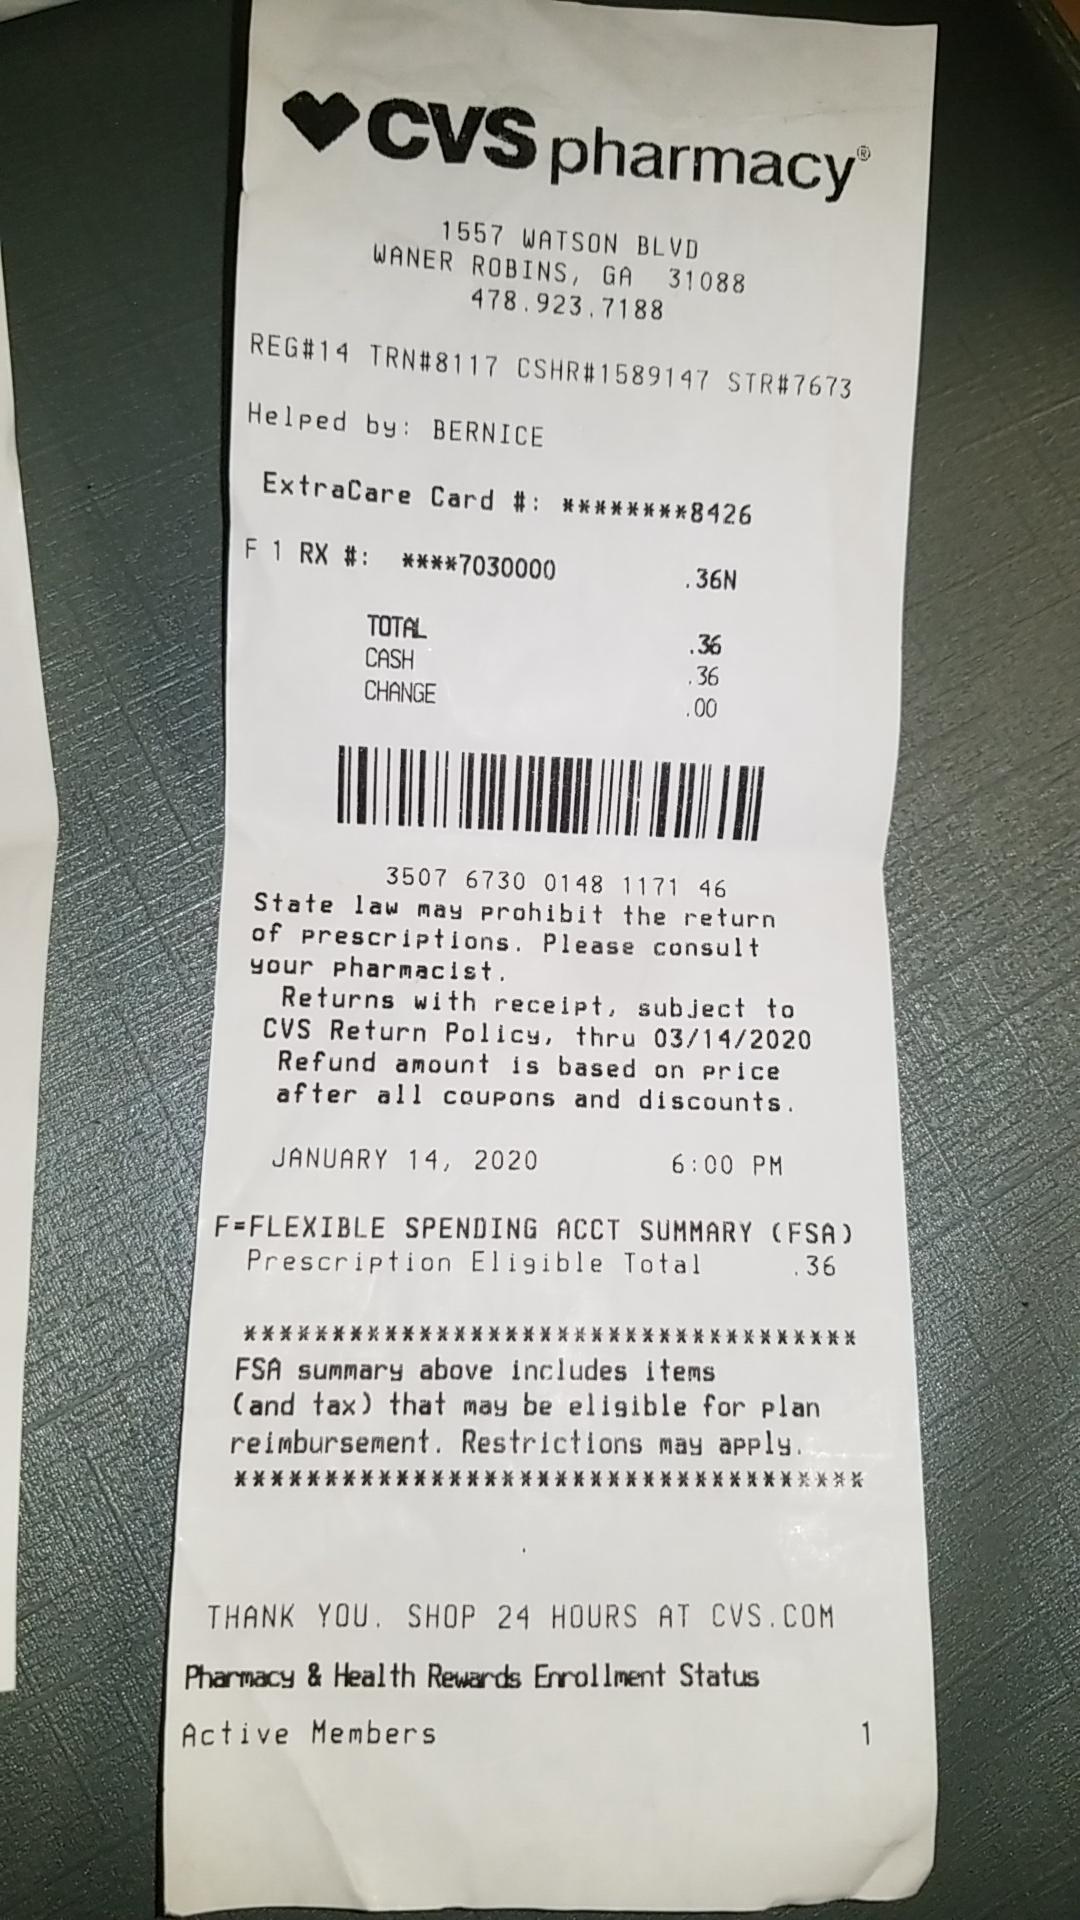 CVS pharmacy®
1557 WATSON BLVD
WANER ROBINS, GA 31088
478.923.7188
REG#14 TRN#8117 CSHR#1589147 STR#7673
Helped by: BERNICE
ExtraCare Card #: ********8426
F 1 RX #: ****7030000 .36N
TOTAL .36
CASH .36
CHANGE .00
3507 6730 0148 1171 46
State law may prohibit the return
of prescriptions. Please consult
your pharmacist.
Returns with receipt, subject to
CVS Return Policy, thru 03/14/2020
Refund amount is based on price
after all coupons and discounts.
JANUARY 14, 2020 6:00 PM
F=FLEXIBLE SPENDING ACCT SUMMARY (FSA)
Prescription Eligible Total .36
***********************************
FSA summary above includes items
(and tax) that may be eligible for plan
reimbursement. Restrictions may apply.
***********************************
THANK YOU. SHOP 24 HOURS AT CVS.COM
Pharmacy & Health Rewards Enrollment Status
Active Members 1